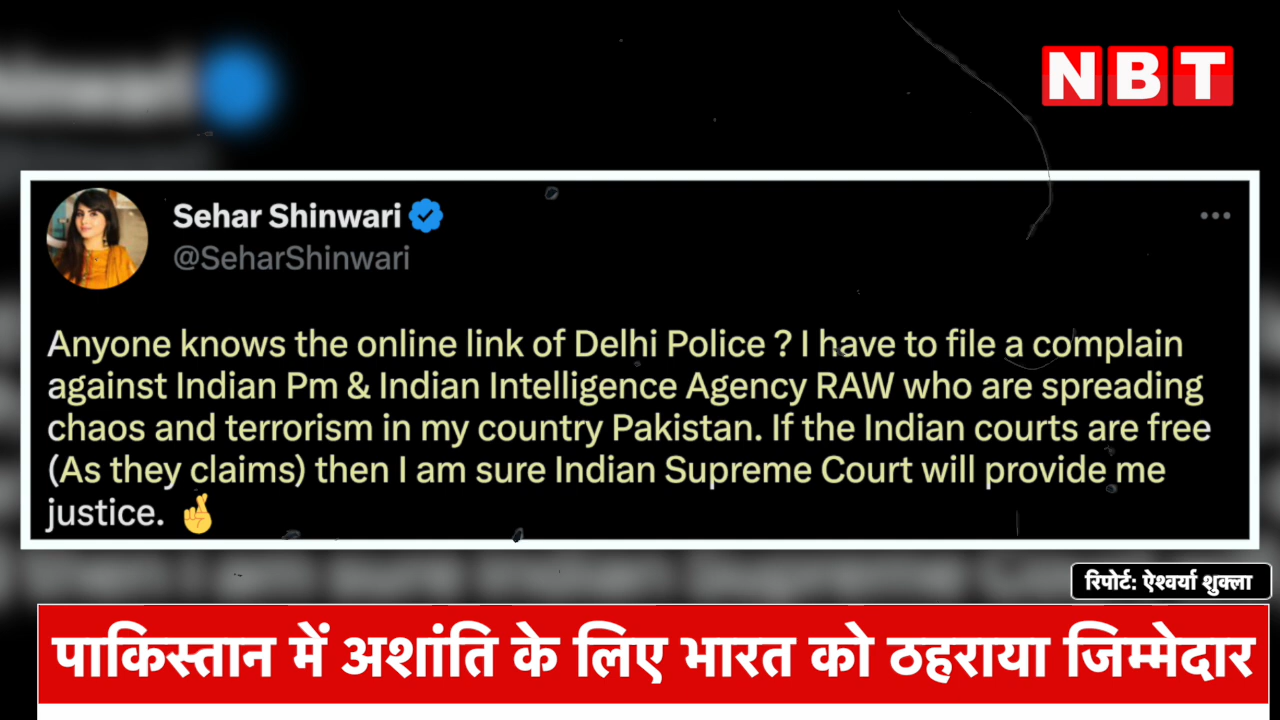 NBT
Sehar Shinwari
@SeharShinwari
Anyone knows the online link of Delhi Police ? I have to file a complain
against Indian Pm & Indian Intelligence Agency RAW who are spreading
chaos and terrorism in my country Pakistan. If the Indian courts are free
(As they claims) then I am sure Indian Supreme Court will provide me
justice. 🤞
रिपोर्ट: ऐश्वर्या शुक्ला
पाकिस्तान में अशांति के लिए भारत को ठहराया जिम्मेदार